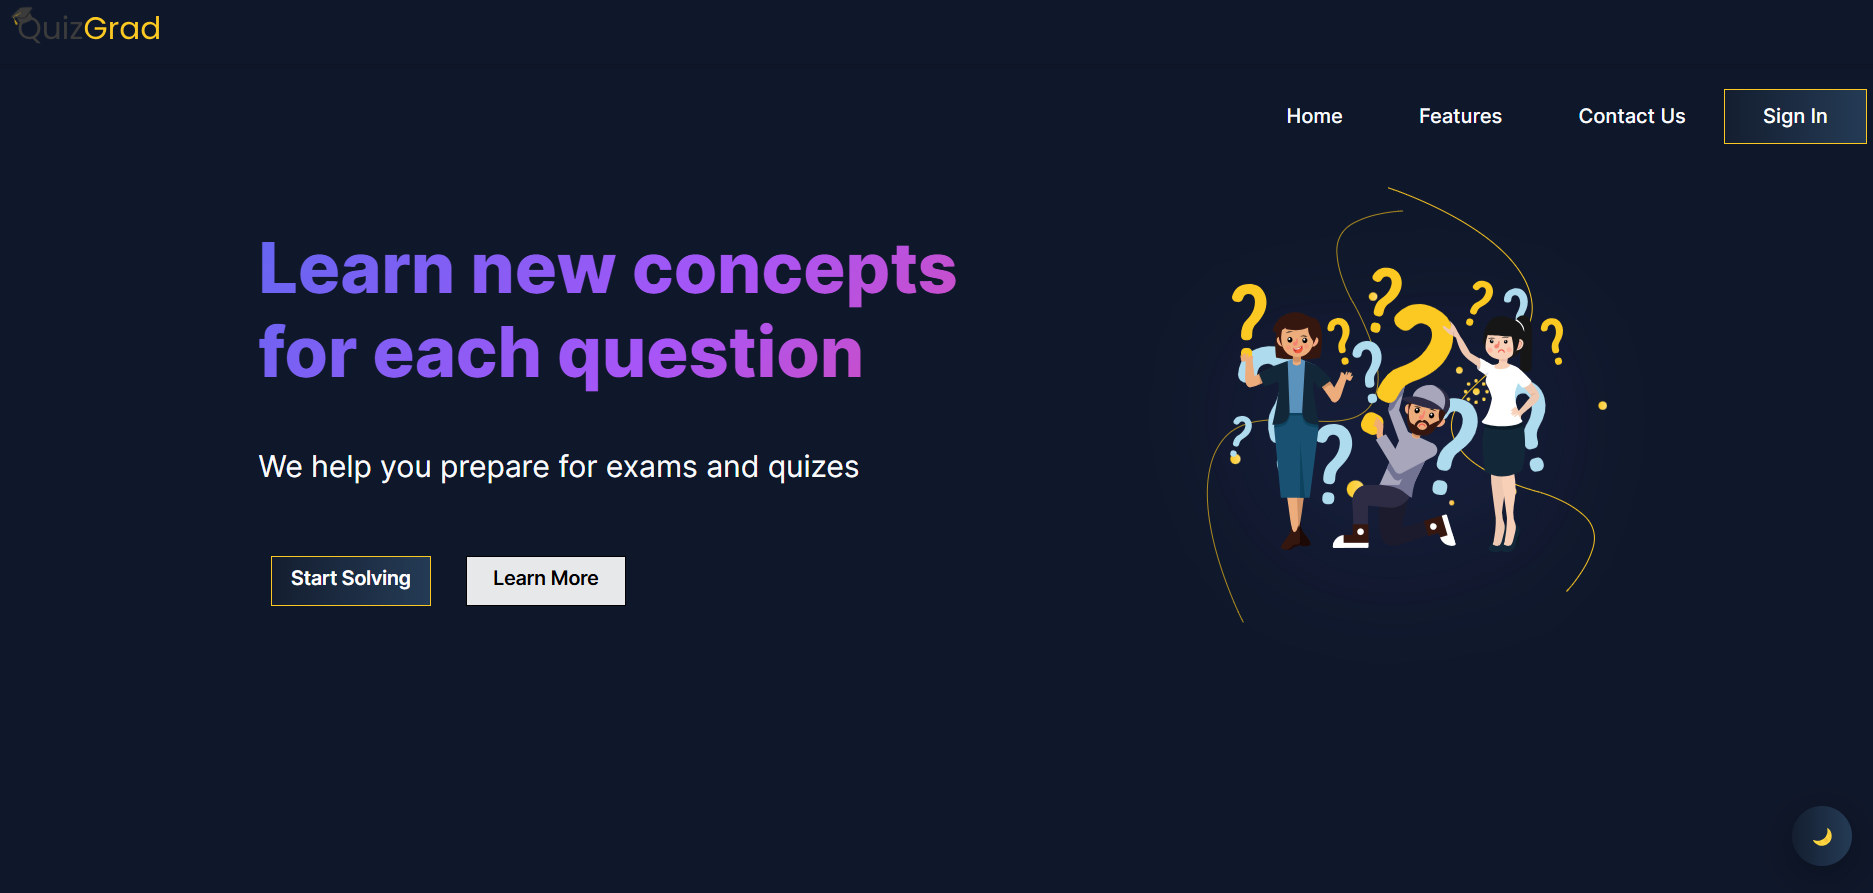 QuizGrad
Home Features Contact Us Sign In
Learn new concepts
for each question
We help you prepare for exams and quizes
Start Solving Learn More